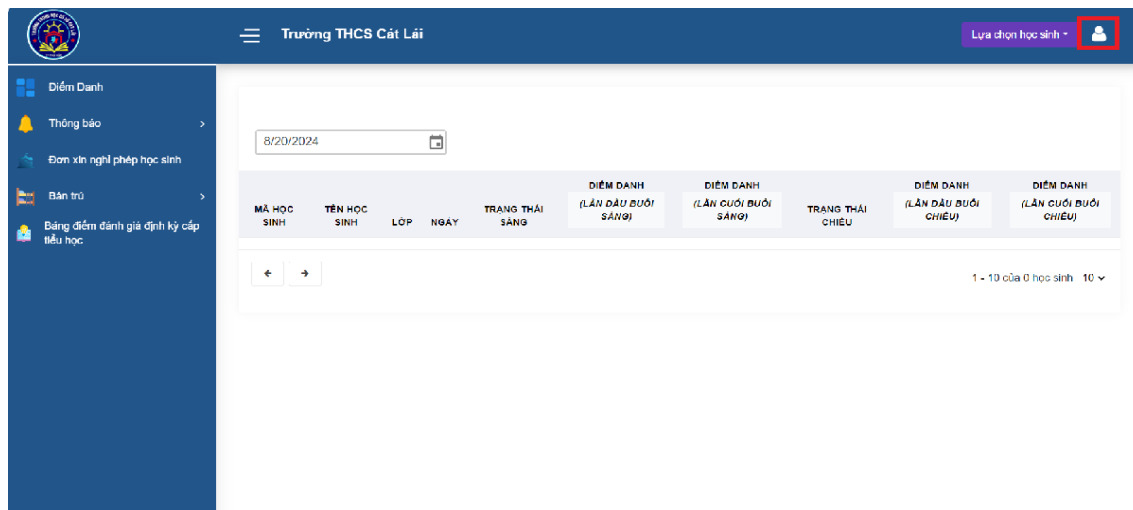 Trường THCS Cát Lái
Lựa chọn học sinh
Điểm Danh
Thông báo
Đơn xin nghỉ phép học sinh
Bán trú
Bảng điểm đánh giá định kỳ cấp
tiểu học
8/20/2024
MÃ HỌC
SINH
TÊN HỌC
SINH
LỚP
NGÀY
TRẠNG THÁI
SÁNG
ĐIỂM DANH
(LẦN ĐẦU BUỔI
SÁNG)
ĐIỂM DANH
(LẦN CUỐI BUỔI
SÁNG)
TRẠNG THÁI
CHIỀU
ĐIỂM DANH
(LẦN ĐẦU BUỔI
CHIỀU)
ĐIỂM DANH
(LẦN CUỐI BUỔI
CHIỀU)
1 - 10 của 0 học sinh 10